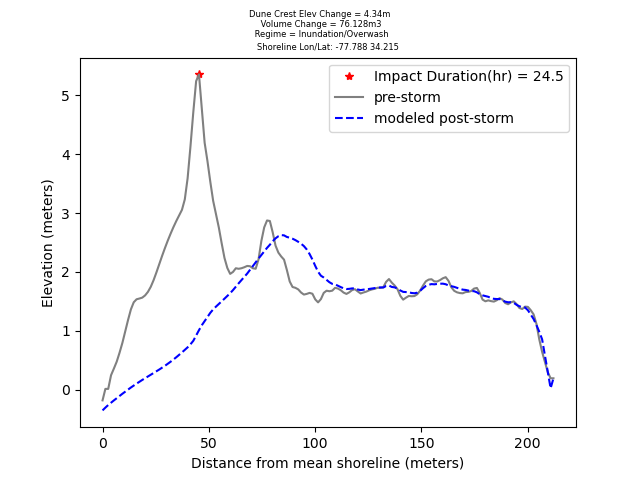 Dune Crest Elev Change = 4.34m
Volume Change = 76.128m3
Regime = Inundation/Overwash
Shoreline Lon/Lat: -77.788 34.215
Impact Duration(hr) = 24.5
pre-storm
modeled post-storm
Elevation (meters)
5
4
3
2
1
0
0 50 100 150 200
Distance from mean shoreline (meters)